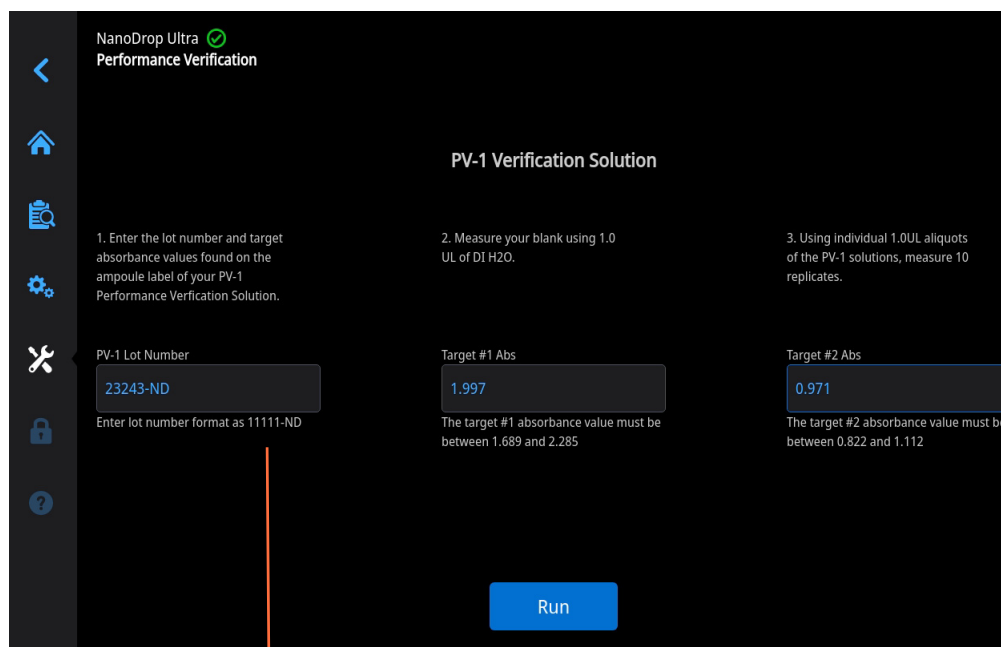 NanoDrop Ultra
Performance Verification
PV-1 Verification Solution
1. Enter the lot number and target
absorbance values found on the
ampoule label of your PV-1
Performance Verfication Solution.
2. Measure your blank using 1.0
UL of DI H2O.
3. Using individual 1.0UL aliquots
of the PV-1 solutions, measure 10
replicates.
PV-1 Lot Number
23243-ND
Enter lot number format as 11111-ND
Target #1 Abs
1.997
The target #1 absorbance value must be
between 1.689 and 2.285
Target #2 Abs
0.971
The target #2 absorbance value must
between 0.822 and 1.112
Run